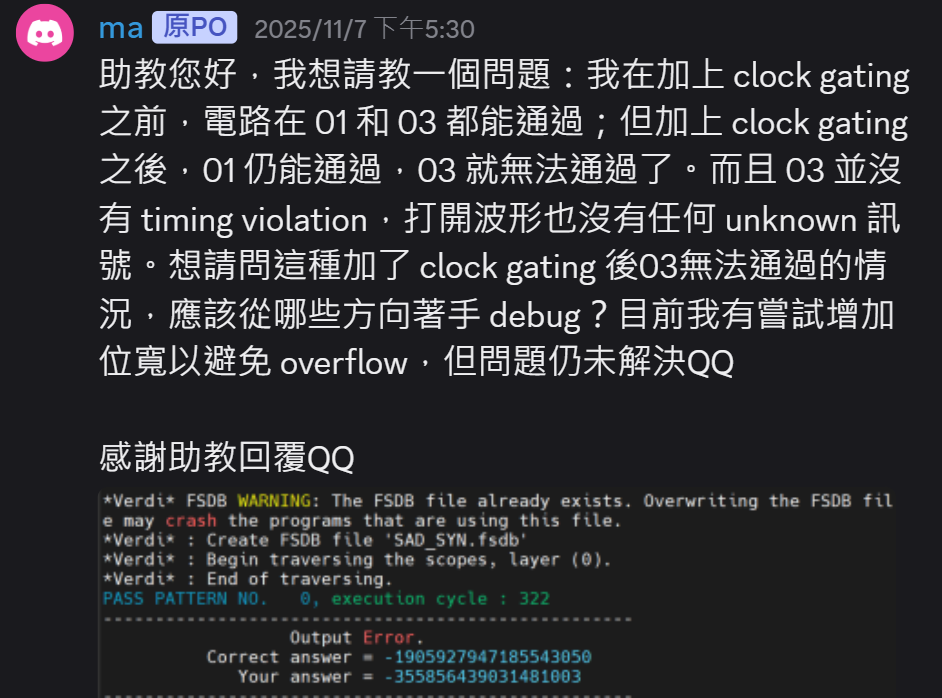 ma 原PO 2025/11/7 下午5:30
助教您好，我想請教一個問題：我在加上 clock gating
之前，電路在 01 和 03 都能通過；但加上 clock gating
之後，01 仍能通過，03 就無法通過了。而且 03 並沒
有 timing violation，打開波形也沒有任何 unknown 訊
號。想請問這種加了 clock gating 後03無法通過的情
況，應該從哪些方向著手 debug？目前我有嘗試增加
位寬以避免 overflow，但問題仍未解決QQ
感謝助教回覆QQ
*Verdi* FSDB WARNING: The FSDB file already exists. Overwriting the FSDB fil
e may crash the programs that are using this file.
*Verdi* : Create FSDB file 'SAD_SYN.fsdb'
*Verdi* : Begin traversing the scopes, layer (0).
*Verdi* : End of traversing.
PASS PATTERN NO.   0, execution cycle : 322
--------------------------------------------------
Output Error.
Correct answer = -1905927947185543050
Your answer = -355856439031481003
--------------------------------------------------